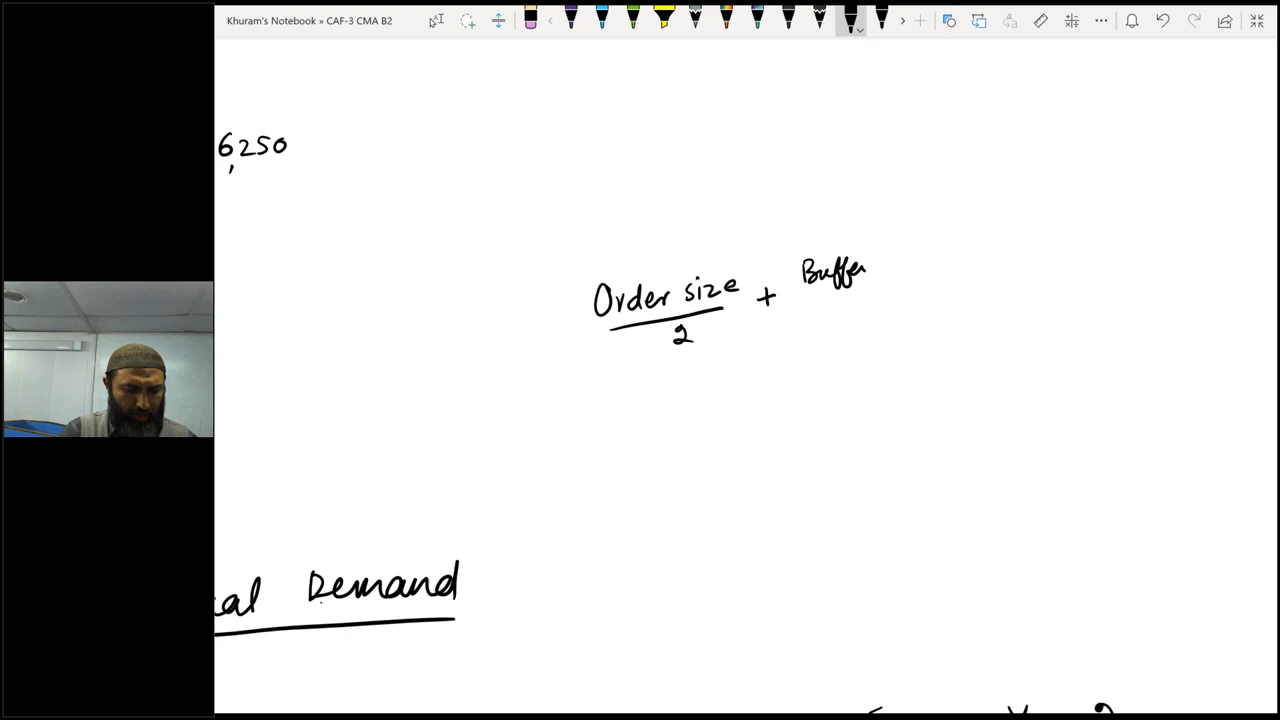 Khuram's Notebook » CAF-3 CMA B2
6,250
Order size + Buffer
2
Demand